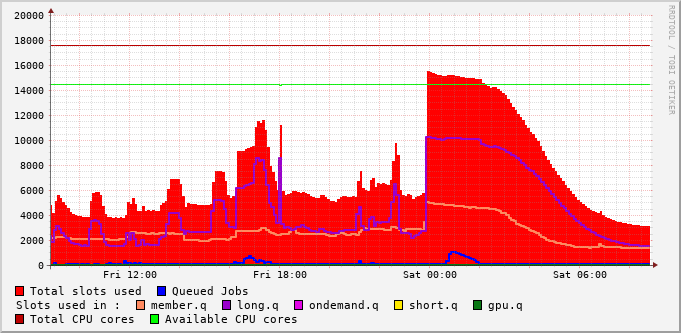 20000
18000
16000
14000
12000
10000
8000
6000
4000
2000
0
Fri 12:00 Fri 18:00 Sat 00:00 Sat 06:00
RRDTOOL / TOBI OETIKER
Total slots used Queued Jobs
Slots used in : member.q long.q ondemand.q short.q gpu.q
Total CPU cores Available CPU cores